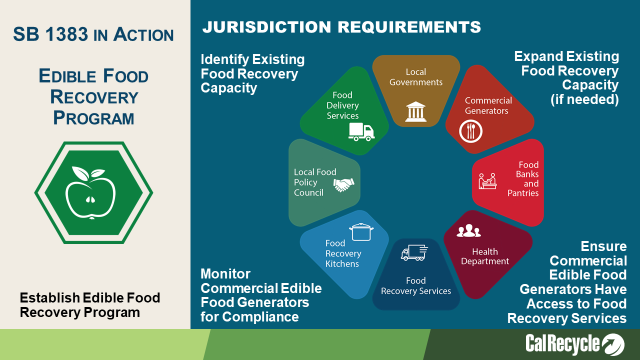 SB 1383 IN ACTION
EDIBLE FOOD
RECOVERY
PROGRAM
Establish Edible Food
Recovery Program
JURISDICTION REQUIREMENTS
Identify Existing
Food Recovery
Capacity
Expand Existing
Food Recovery
Capacity
(if needed)
Local
Governments
Commercial
Generators
Food
Banks
and
Pantries
Health
Department
Food
Recovery Services
Food
Recovery
Kitchens
Local Food
Policy
Council
Food
Delivery
Services
Monitor
Commercial Edible
Food Generators
for Compliance
Ensure
Commercial
Edible Food
Generators Have
Access to Food
Recovery Services
CalRecycle